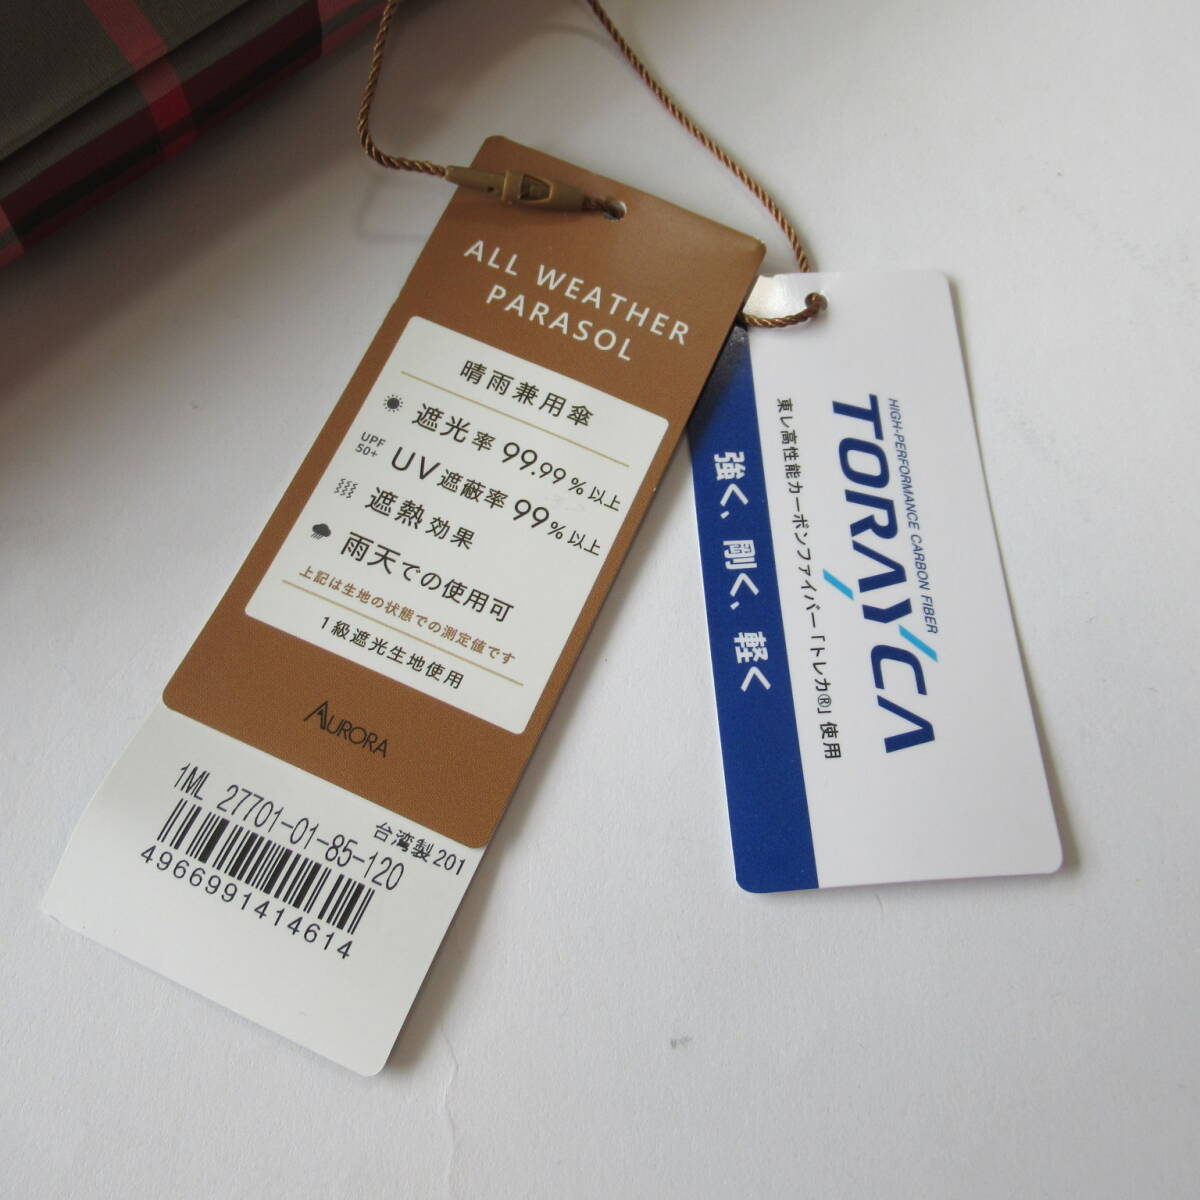 ALL WEATHER
PARASOL
晴雨兼用傘
遮光率 99.99%以上
UPF
50+
UV遮蔽率 99%以上
遮熱効果
雨天での使用可
上記は生地の状態での測定値です
1級遮光生地使用
AURORA
台湾製 201
1ML 27701-01-85-120
4966991414614
HIGH-PERFORMANCE CARBON FIBER
TORAYCA
東レ高性能カーボンファイバー「トレカ®」使用
強く、剛く、軽く